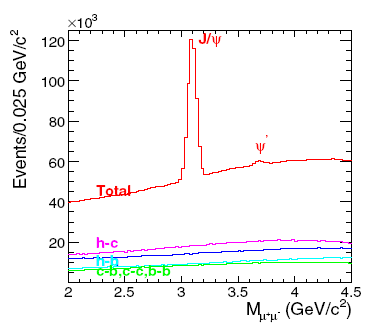 ×10³
Events/0.025 GeV/c²
120
100
80
60
40
20
J/ψ
ψ'
Total
h-c
h-h
c-b,c-c,b-b
2 2.5 3 3.5 4 4.5
M_μ⁺μ⁻ (GeV/c²)